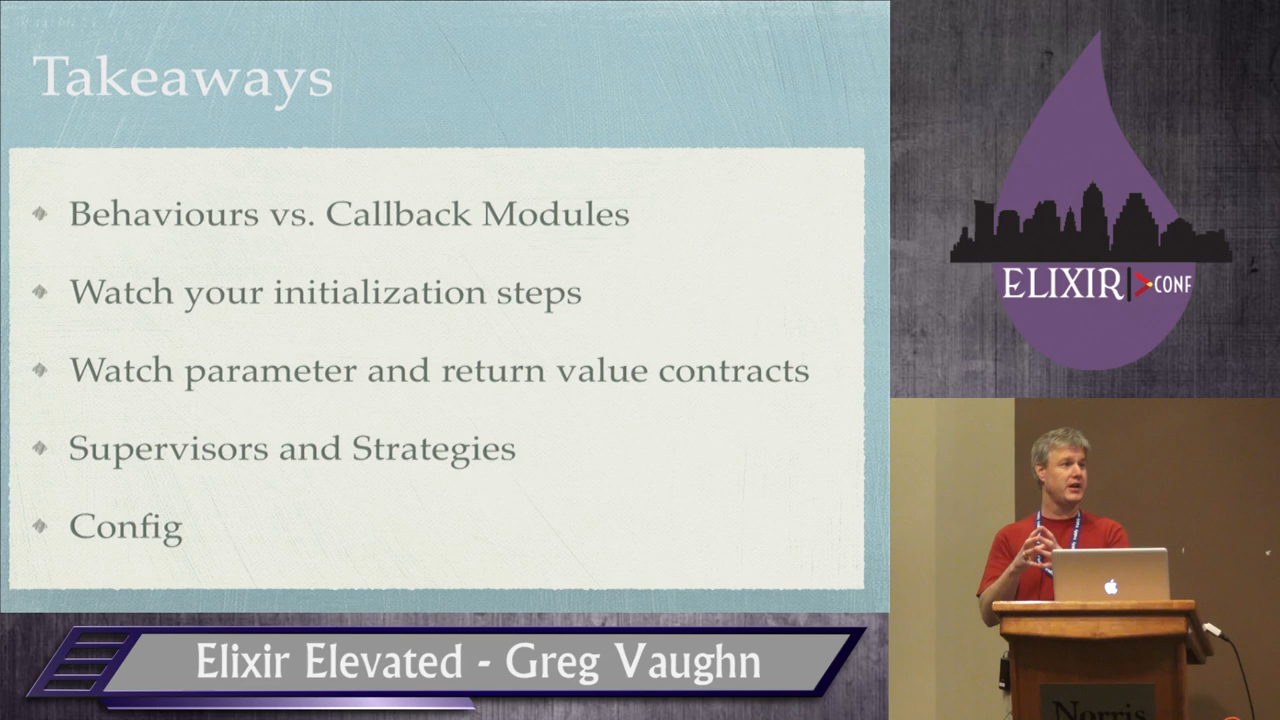 Takeaways
Behaviours vs. Callback Modules
Watch your initialization steps
Watch parameter and return value contracts
Supervisors and Strategies
Config
ELIXIR CONF
Elixir Elevated - Greg Vaughn
Norris